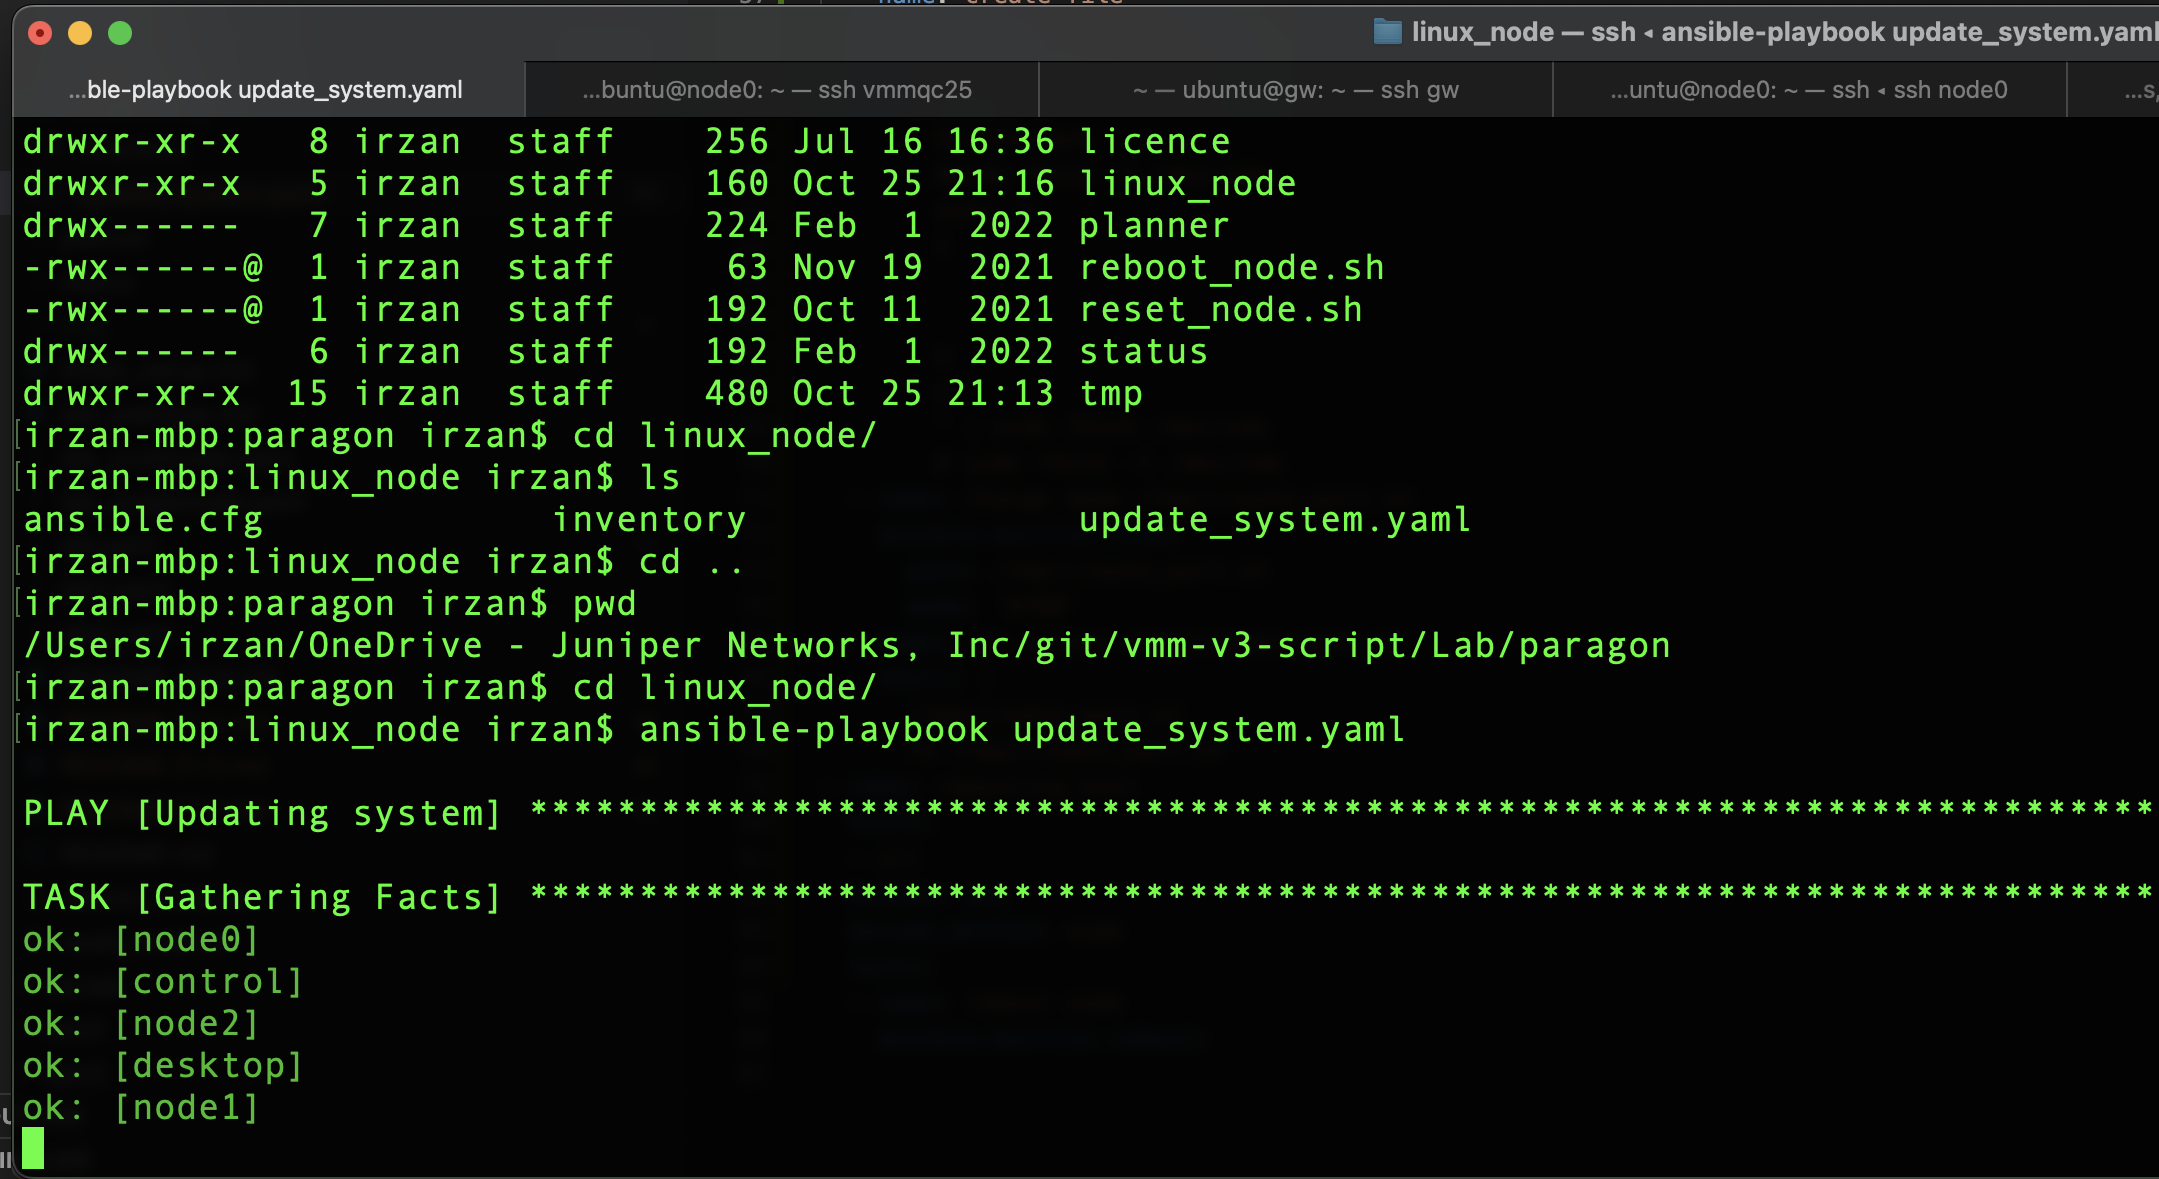 name: create file
linux_node — ssh ◂ ansible-playbook update_system.yaml
...ble-playbook update_system.yaml
...buntu@node0: ~ — ssh vmmqc25
~ — ubuntu@gw: ~ — ssh gw
...untu@node0: ~ — ssh ◂ ssh node0
...s,
drwxr-xr-x   8 irzan  staff    256 Jul 16 16:36 licence
drwxr-xr-x   5 irzan  staff    160 Oct 25 21:16 linux_node
drwx------   7 irzan  staff    224 Feb  1  2022 planner
-rwx------@  1 irzan  staff     63 Nov 19  2021 reboot_node.sh
-rwx------@  1 irzan  staff    192 Oct 11  2021 reset_node.sh
drwx------   6 irzan  staff    192 Feb  1  2022 status
drwxr-xr-x  15 irzan  staff    480 Oct 25 21:13 tmp
[irzan-mbp:paragon irzan$ cd linux_node/
[irzan-mbp:linux_node irzan$ ls
ansible.cfg             inventory               update_system.yaml
[irzan-mbp:linux_node irzan$ cd ..
[irzan-mbp:paragon irzan$ pwd
/Users/irzan/OneDrive - Juniper Networks, Inc/git/vmm-v3-script/Lab/paragon
[irzan-mbp:paragon irzan$ cd linux_node/
[irzan-mbp:linux_node irzan$ ansible-playbook update_system.yaml
PLAY [Updating system] **************************************************************************
TASK [Gathering Facts] **************************************************************************
ok: [node0]
ok: [control]
ok: [node2]
ok: [desktop]
ok: [node1]